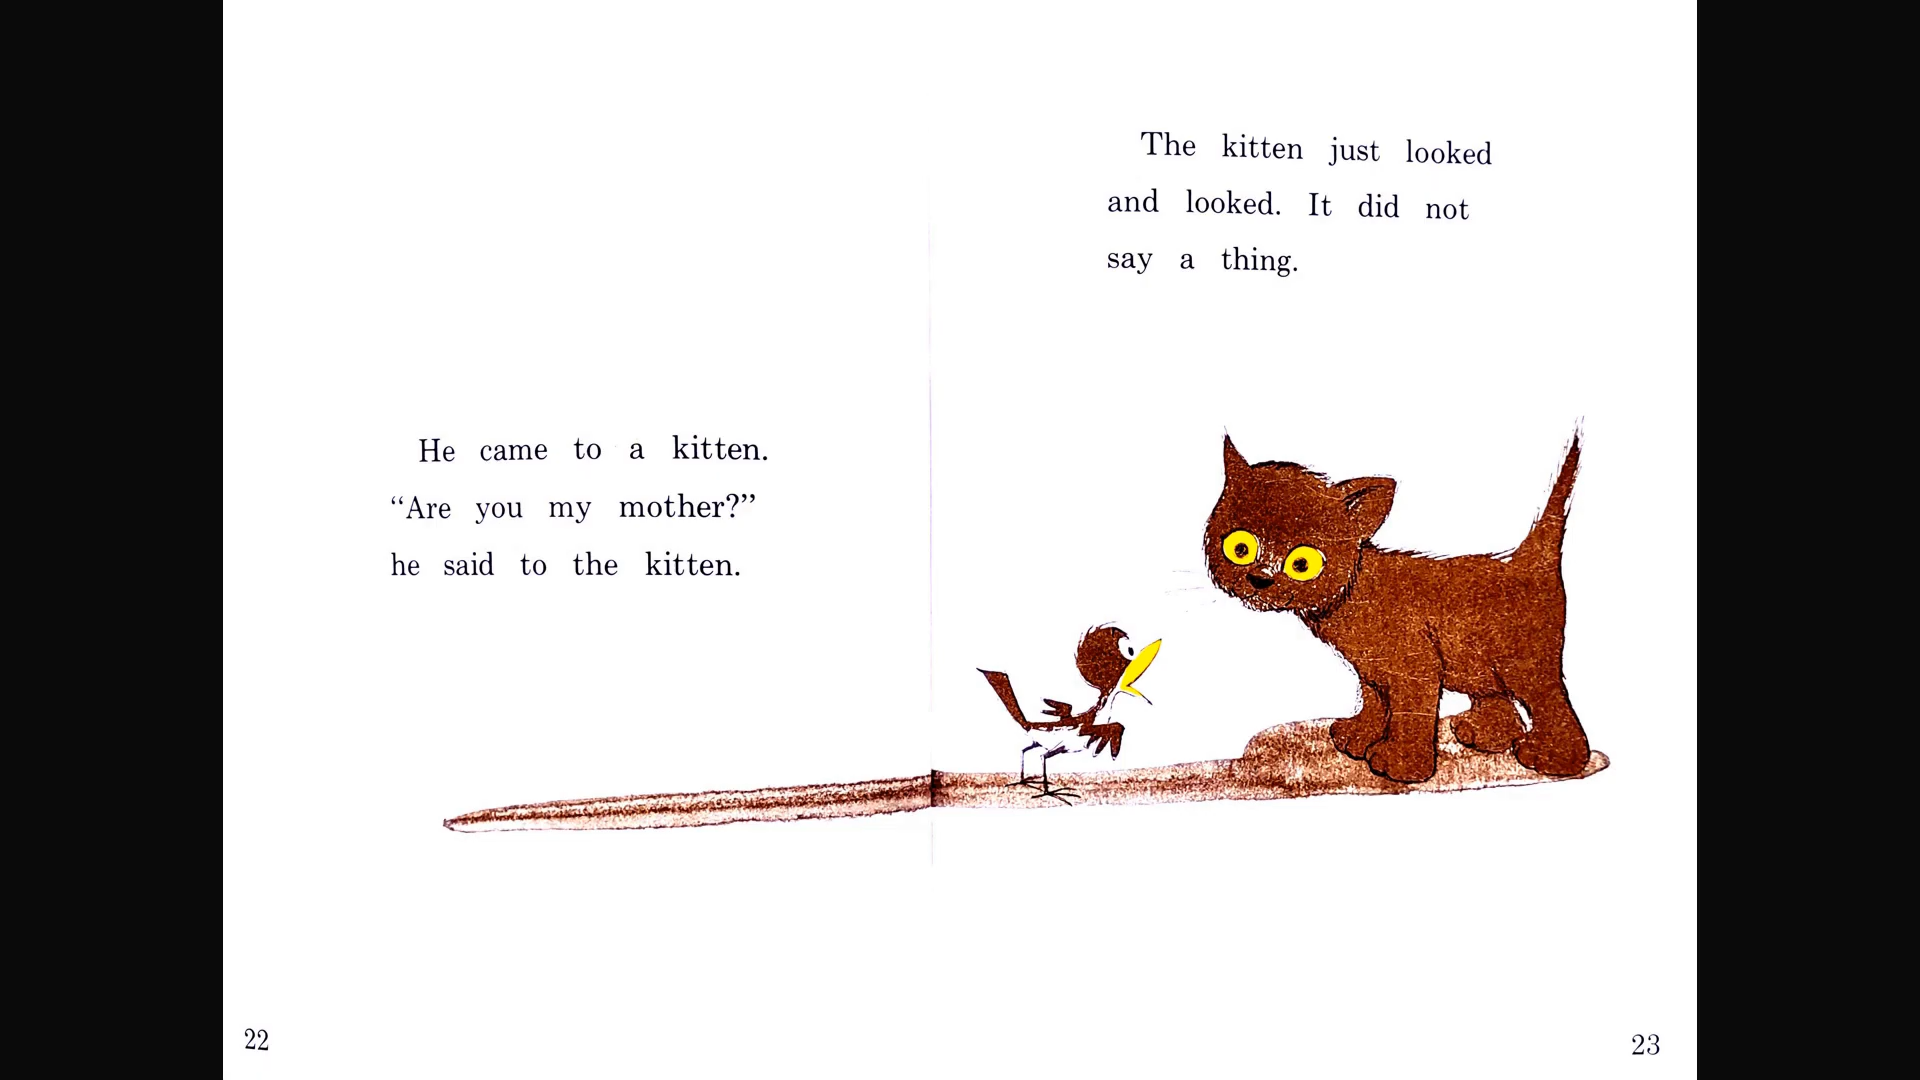 He came to a kitten.
“Are you my mother?”
he said to the kitten.
22
The kitten just looked
and looked. It did not
say a thing.
23